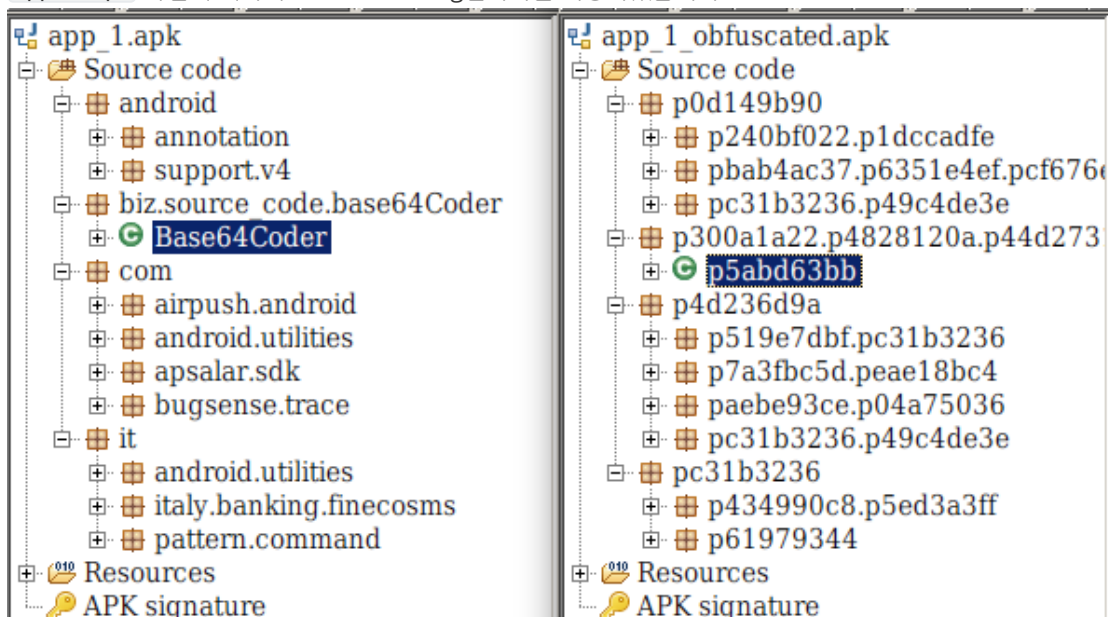 app_1.apk
Source code
android
annotation
support.v4
biz.source_code.base64Coder
Base64Coder
com
airpush.android
android.utilities
apsalar.sdk
bugsense.trace
it
android.utilities
italy.banking.finecosms
pattern.command
Resources
APK signature
app_1_obfuscated.apk
Source code
p0d149b90
p240bf022.p1dccadfe
pbab4ac37.p6351e4ef.pcf676e
pc31b3236.p49c4de3e
p300a1a22.p4828120a.p44d273
p5abd63bb
p4d236d9a
p519e7dbf.pc31b3236
p7a3fbc5d.peae18bc4
paebe93ce.p04a75036
pc31b3236.p49c4de3e
pc31b3236
p434990c8.p5ed3a3ff
p61979344
Resources
APK signature